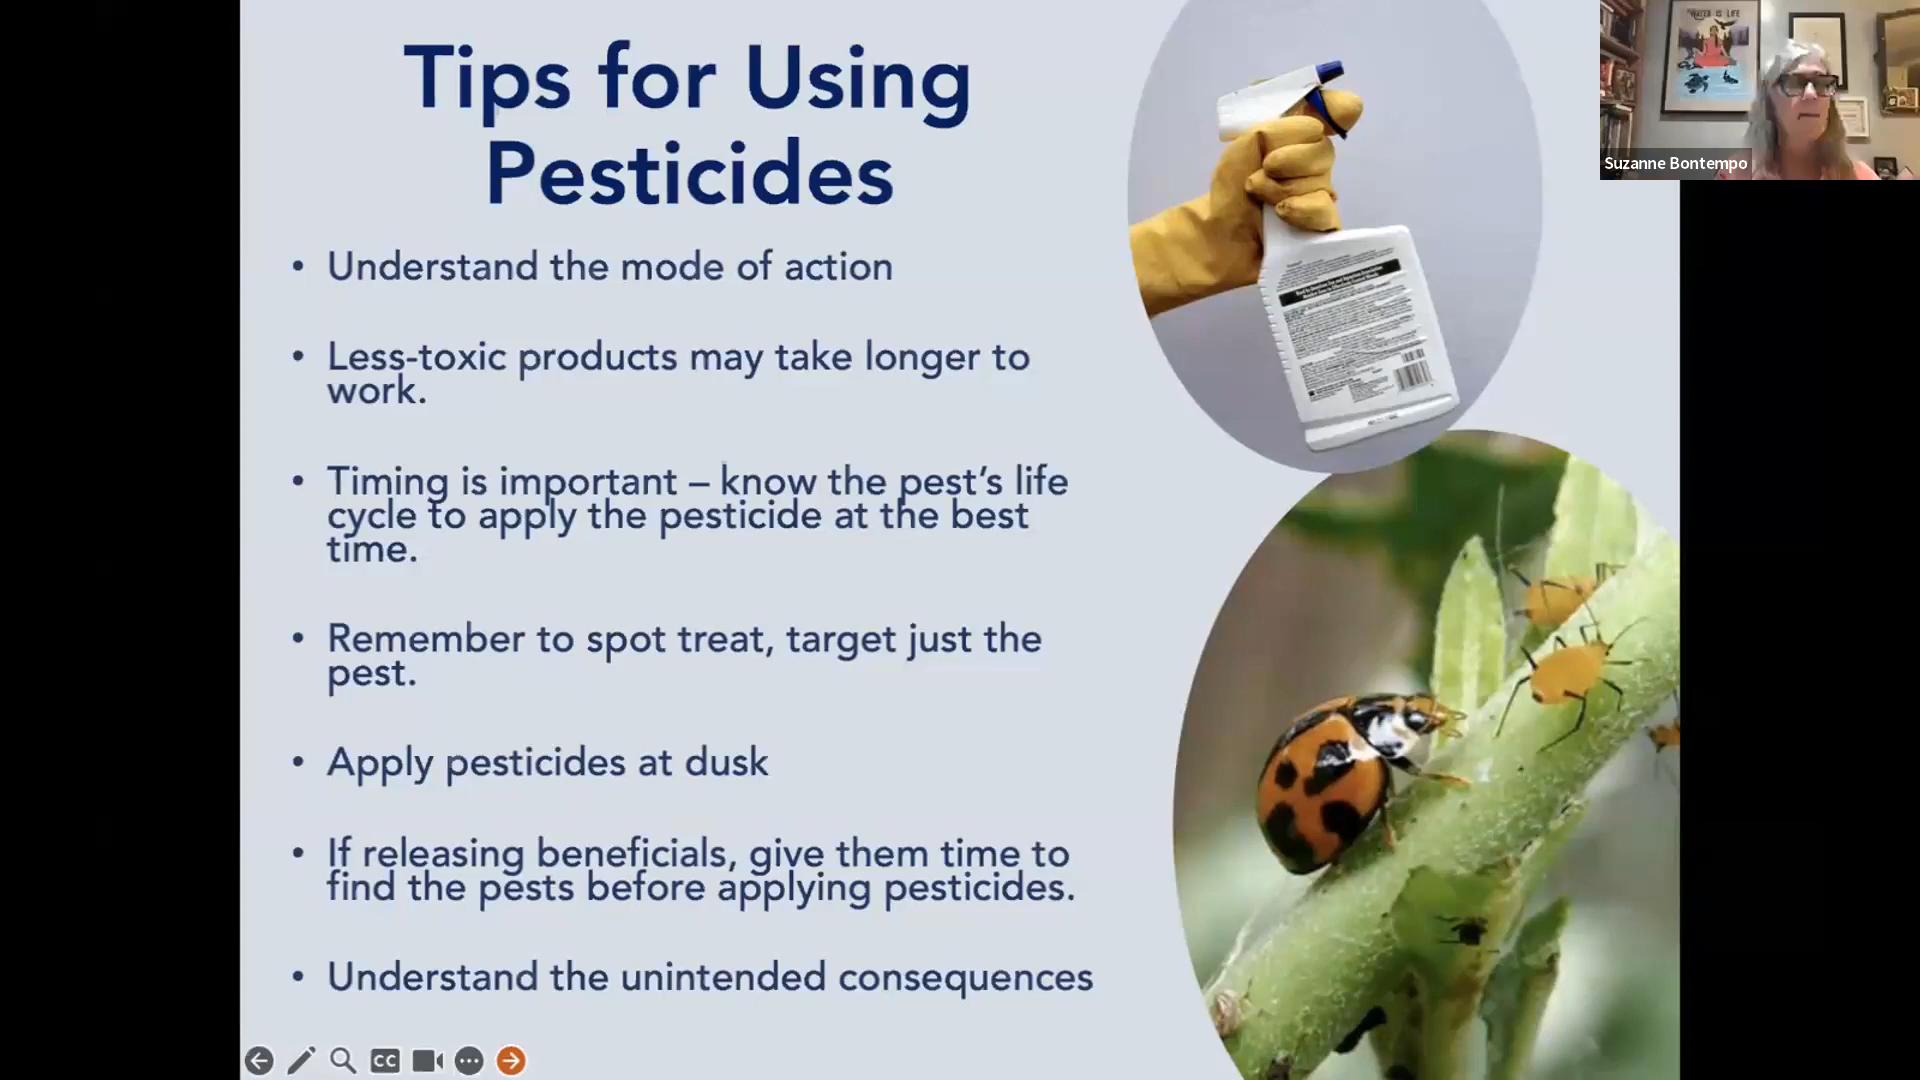 Tips for Using
Pesticides
• Understand the mode of action
• Less-toxic products may take longer to
work.
• Timing is important – know the pest's life
cycle to apply the pesticide at the best
time.
• Remember to spot treat, target just the
pest.
• Apply pesticides at dusk
• If releasing beneficials, give them time to
find the pests before applying pesticides.
• Understand the unintended consequences
CC
WATER IS LIFE
Suzanne Bontempo